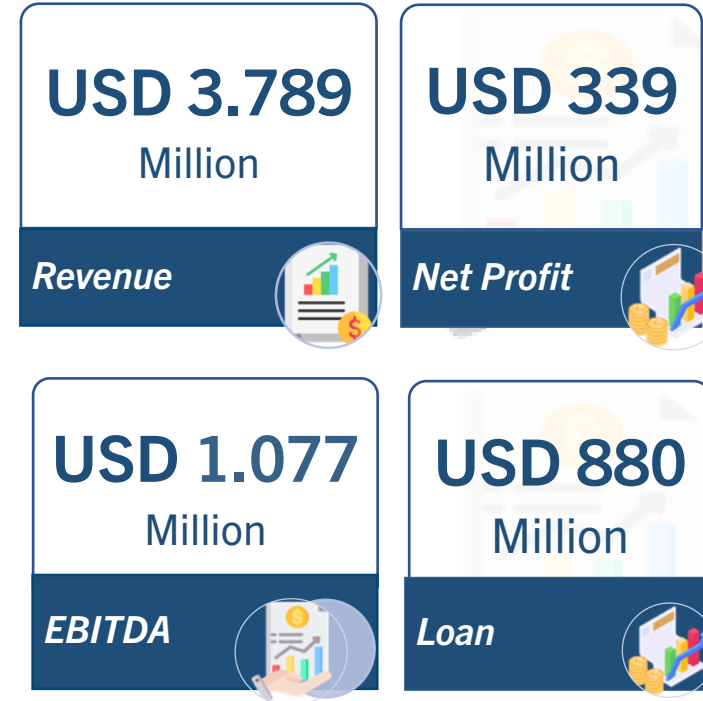 USD 3.789
Million
Revenue
USD 339
Million
Net Profit
USD 1.077
Million
EBITDA
USD 880
Million
Loan